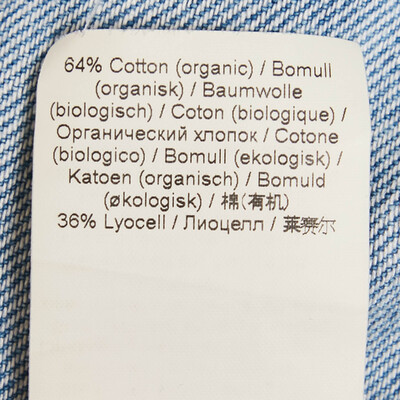 64% Cotton (organic) / Bomull
(organisk) / Baumwolle
(biologisch) / Coton (biologique) /
Органический хлопок / Cotone
(biologico) / Bomull (ekologisk) /
Katoen (organisch) / Bomuld
(økologisk) / 棉(有机)
36% Lyocell / Лиоцелл / 莱赛尔